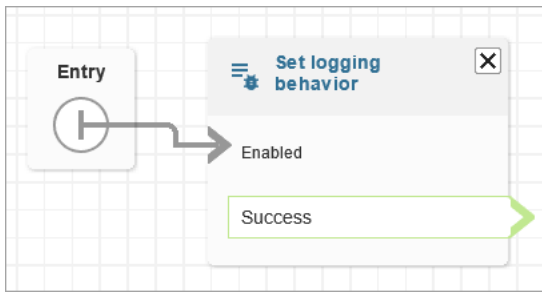 Entry
Set logging
behavior
Enabled
Success